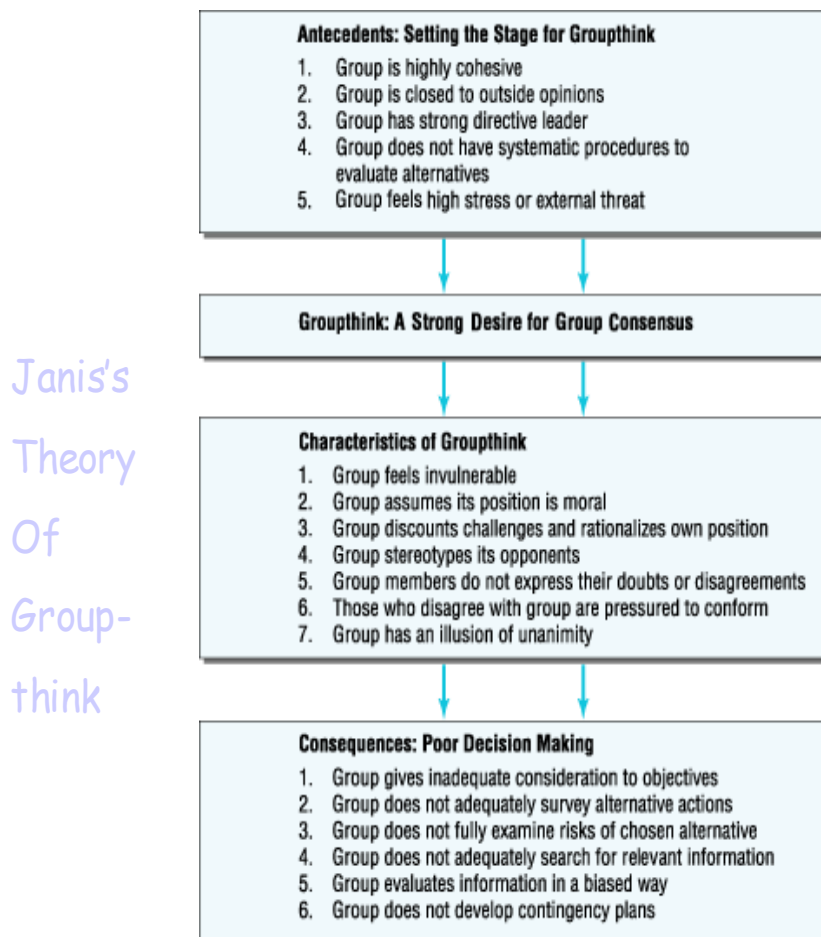 Janis's
Theory
Of
Group-
think
Antecedents: Setting the Stage for Groupthink
1. Group is highly cohesive
2. Group is closed to outside opinions
3. Group has strong directive leader
4. Group does not have systematic procedures to
evaluate alternatives
5. Group feels high stress or external threat
Groupthink: A Strong Desire for Group Consensus
Characteristics of Groupthink
1. Group feels invulnerable
2. Group assumes its position is moral
3. Group discounts challenges and rationalizes own position
4. Group stereotypes its opponents
5. Group members do not express their doubts or disagreements
6. Those who disagree with group are pressured to conform
7. Group has an illusion of unanimity
Consequences: Poor Decision Making
1. Group gives inadequate consideration to objectives
2. Group does not adequately survey alternative actions
3. Group does not fully examine risks of chosen alternative
4. Group does not adequately search for relevant information
5. Group evaluates information in a biased way
6. Group does not develop contingency plans